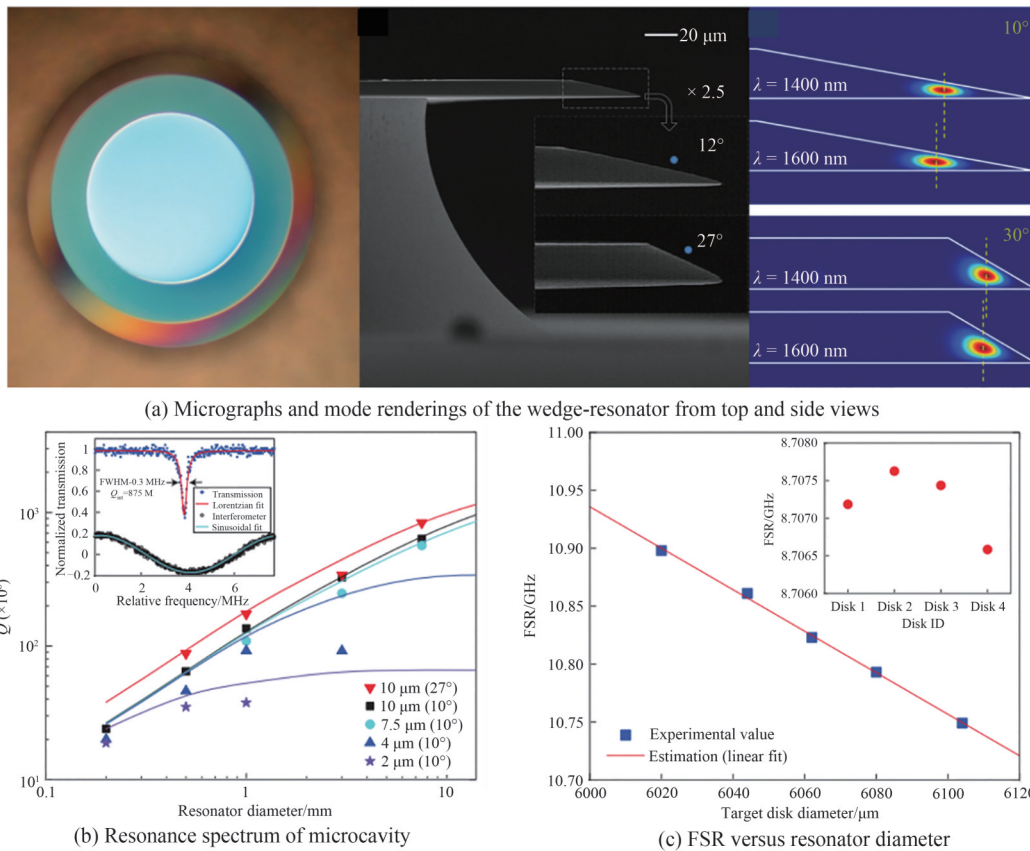 20 μm
× 2.5
12°
27°
10°
λ = 1400 nm
λ = 1600 nm
30°
λ = 1400 nm
λ = 1600 nm
(a) Micrographs and mode renderings of the wedge-resonator from top and side views
Normalized transmission
1
0.8
0.6
0.4
0.2
0
−0.2
FWHM-0.3 MHz
=875 M
Transmission
Lorentzian fit
Interferometer
Sinusoidal fit
0 2 4 6
Relative frequency/MHz
10³
10²
10¹
10 μm (27°)
10 μm (10°)
7.5 μm (10°)
4 μm (10°)
2 μm (10°)
0.1 1 10
Resonator diameter/mm
(b) Resonance spectrum of microcavity
FSR/GHz
11.00
10.95
10.90
10.85
10.80
10.75
10.70
FSR/GHz
8.7080
8.7075
8.7070
8.7065
8.7060
Disk 1 Disk 2 Disk 3 Disk 4
Disk ID
Experimental value
Estimation (linear fit)
6000 6020 6040 6060 6080 6100 6120
Target disk diameter/μm
(c) FSR versus resonator diameter